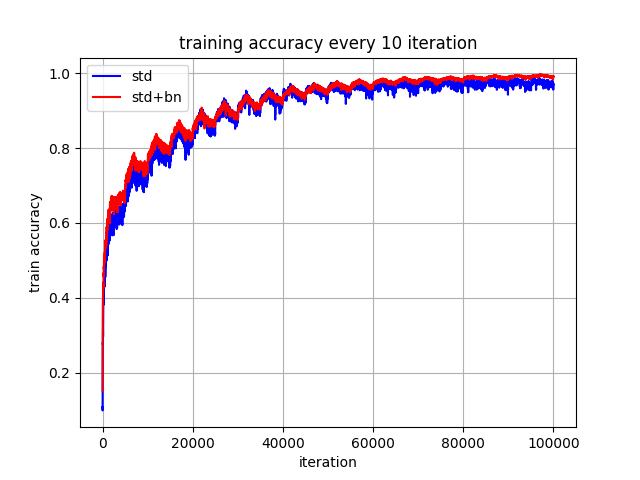 training accuracy every 10 iteration
std
std+bn
1.0
0.8
0.6
0.4
0.2
train accuracy
0 20000 40000 60000 80000 100000
iteration